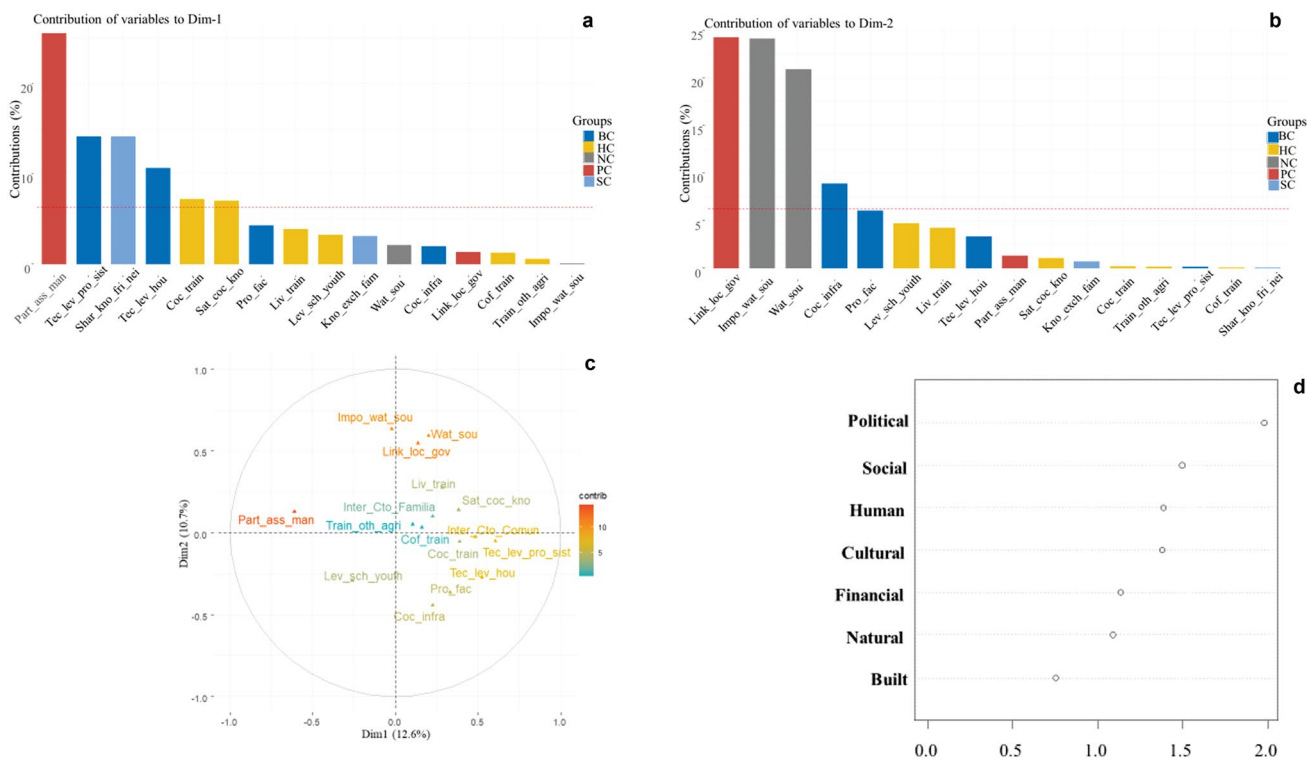 Contribution of variables to Dim-1
a
Contributions (%)
20
0
Groups
BC
HC
NC
PC
SC
Part_ass_man
Tec_lev_pro_sist
Shar_kno_fri_nei
Tec_lev_hou
Coc_train
Sat_coc_kno
Pro_fac
Liv_train
Lev_sch_youth
Kno_exch_fam
Wat_sou
Coc_infra
Link_loc_gov
Cof_train
Train_oth_agri
Impo_wat_sou
Contribution of variables to Dim-2
b
Contributions (%)
25
20
15
10
5
0
Groups
BC
HC
NC
PC
SC
Link_loc_gov
Impo_wat_sou
Wat_sou
Coc_infra
Pro_fac
Lev_sch_youth
Liv_train
Tec_lev_hou
Part_ass_man
Sat_coc_kno
Kno_exch_fam
Coc_train
Train_oth_agri
Tec_lev_pro_sist
Cof_train
Shar_kno_fri_nei
c
Dim2 (10.7%)
1.0
0.5
0.0
-0.5
-1.0
Impo_wat_sou
Wat_sou
Link_loc_gov
Liv_train
Sat_coc_kno
Inter_Cto_Familia
Part_ass_man
Train_oth_agri
Inter_Cto_Comun
Cof_train
Coc_train
Tec_lev_pro_sist
Lev_sch_youth
Tec_lev_hou
Pro_fac
Coc_infra
contrib
10
5
-1.0
-0.5
0.0
0.5
1.0
Dim1 (12.6%)
d
Political
Social
Human
Cultural
Financial
Natural
Built
0.0
0.5
1.0
1.5
2.0